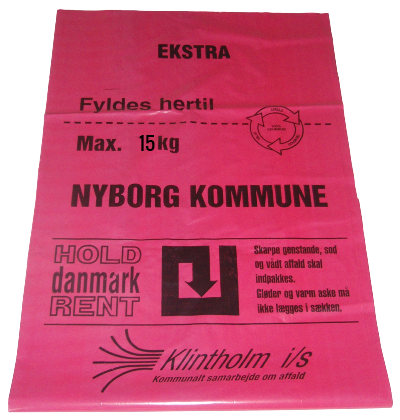 EKSTRA
Fyldes hertil
Max. 15kg
NYBORG KOMMUNE
HOLD
danmark
RENT
Skarpe genstande, sod
og vådt affald skal
indpakkes.
Gløder og varm aske må
ikke lægges i sækken.
Klintholm i/s
Kommunalt samarbejde om affald